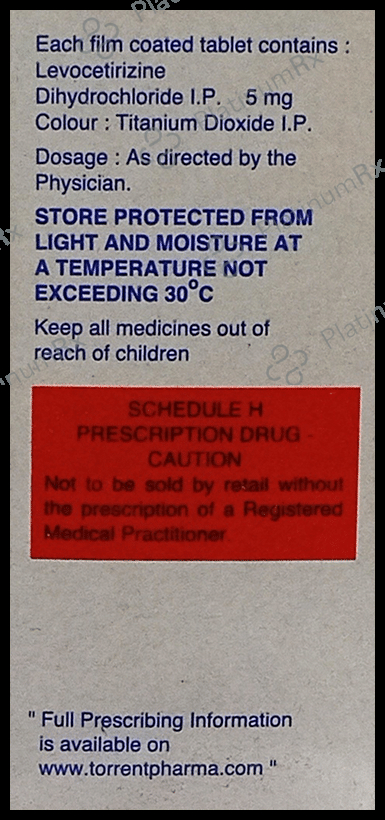 Each film coated tablet contains :
Levocetirizine
Dihydrochloride I.P. 5 mg
Colour : Titanium Dioxide I.P.
Dosage : As directed by the
Physician.
STORE PROTECTED FROM
LIGHT AND MOISTURE AT
A TEMPERATURE NOT
EXCEEDING 30°C
Keep all medicines out of
reach of children
SCHEDULE H
PRESCRIPTION DRUG -
CAUTION
Not to be sold by retail without
the prescription of a Registered
Medical Practitioner.
" Full Prescribing Information
is available on
www.torrentpharma.com "
PlatinumRx